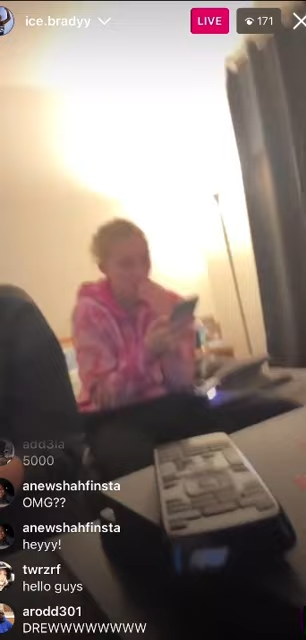 ice.bradyy
LIVE
171
add3la
5000
anewshahfinsta
OMG??
anewshahfinsta
heyyy!
twrzrf
hello guys
arodd301
DREWWWWWWWWW